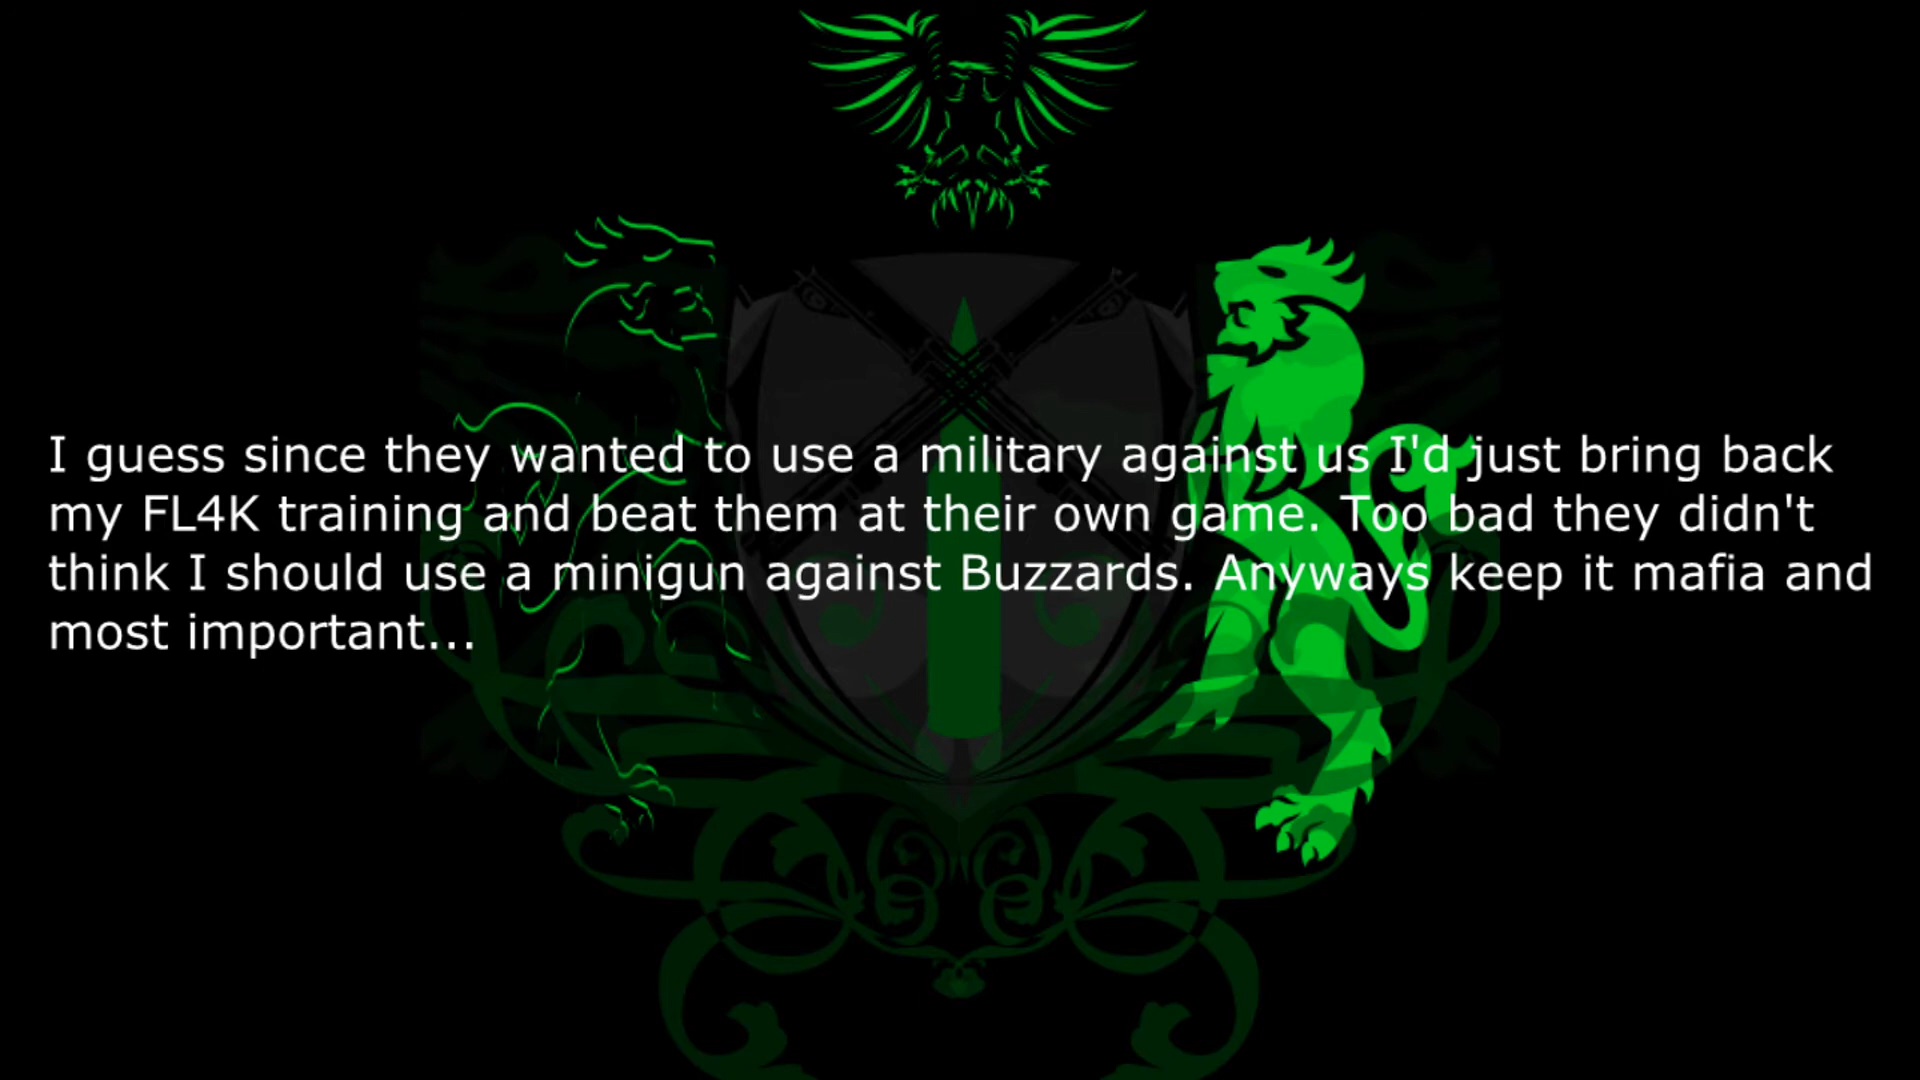 I guess since they wanted to use a military against us I'd just bring back
my FL4K training and beat them at their own game. Too bad they didn't
think I should use a minigun against Buzzards. Anyways keep it mafia and
most important...